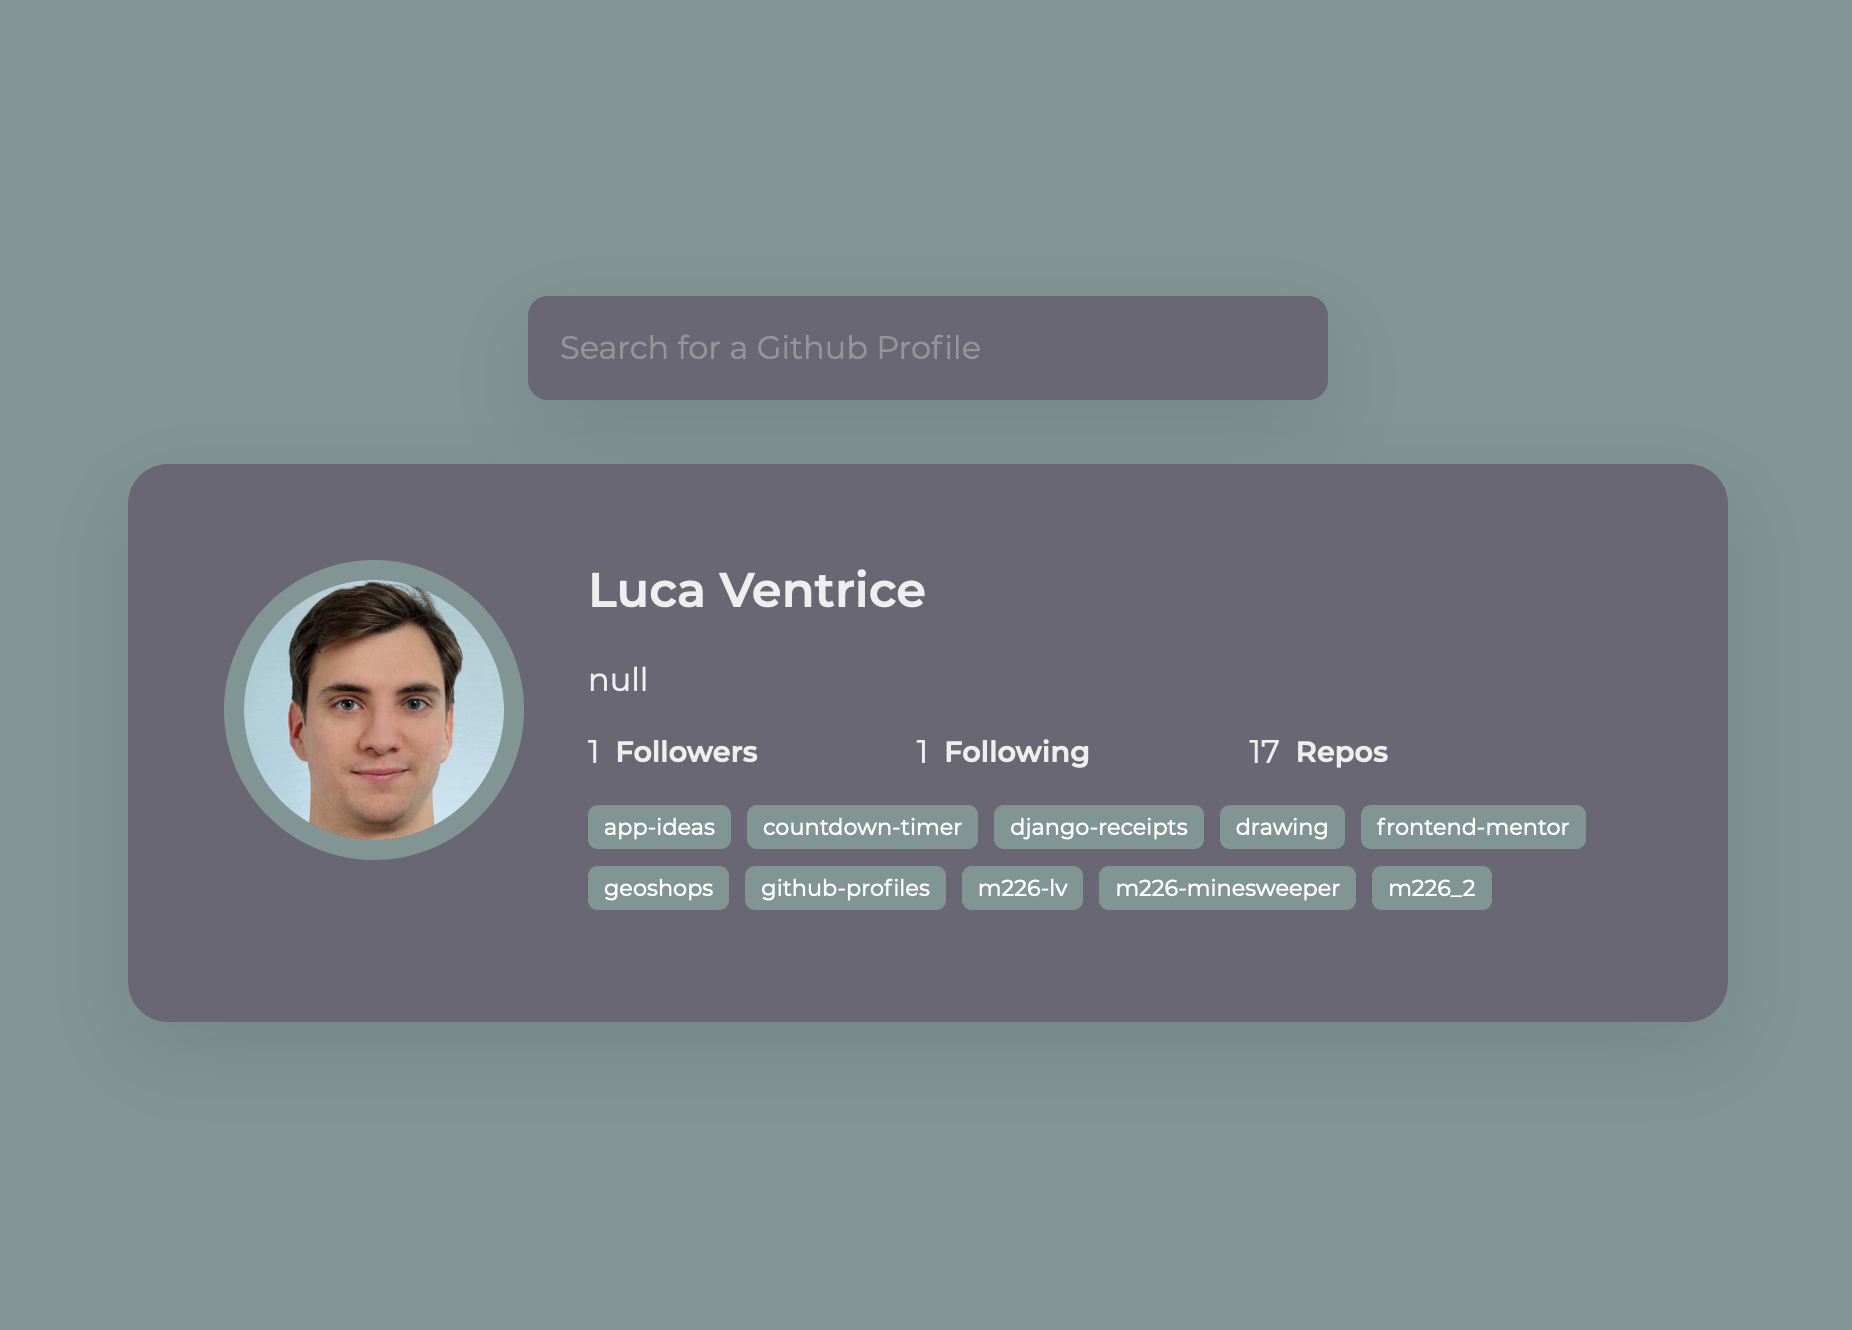 Search for a Github Profile
Luca Ventrice
null
1 Followers 1 Following 17 Repos
app-ideas countdown-timer django-receipts drawing frontend-mentor
geoshops github-profiles m226-lv m226-minesweeper m226_2